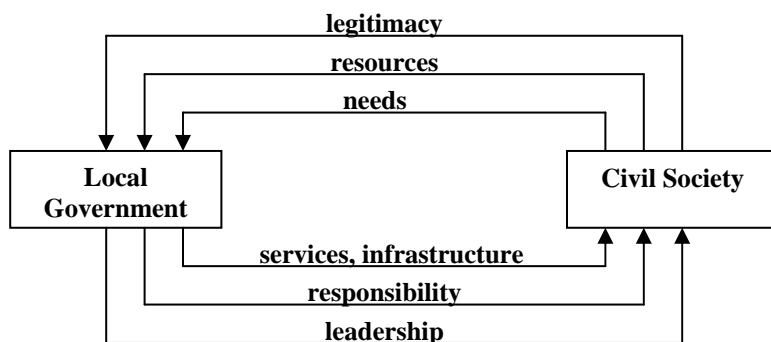 legitimacy
resources
needs
Local
Government
Civil Society
services, infrastructure
responsibility
leadership